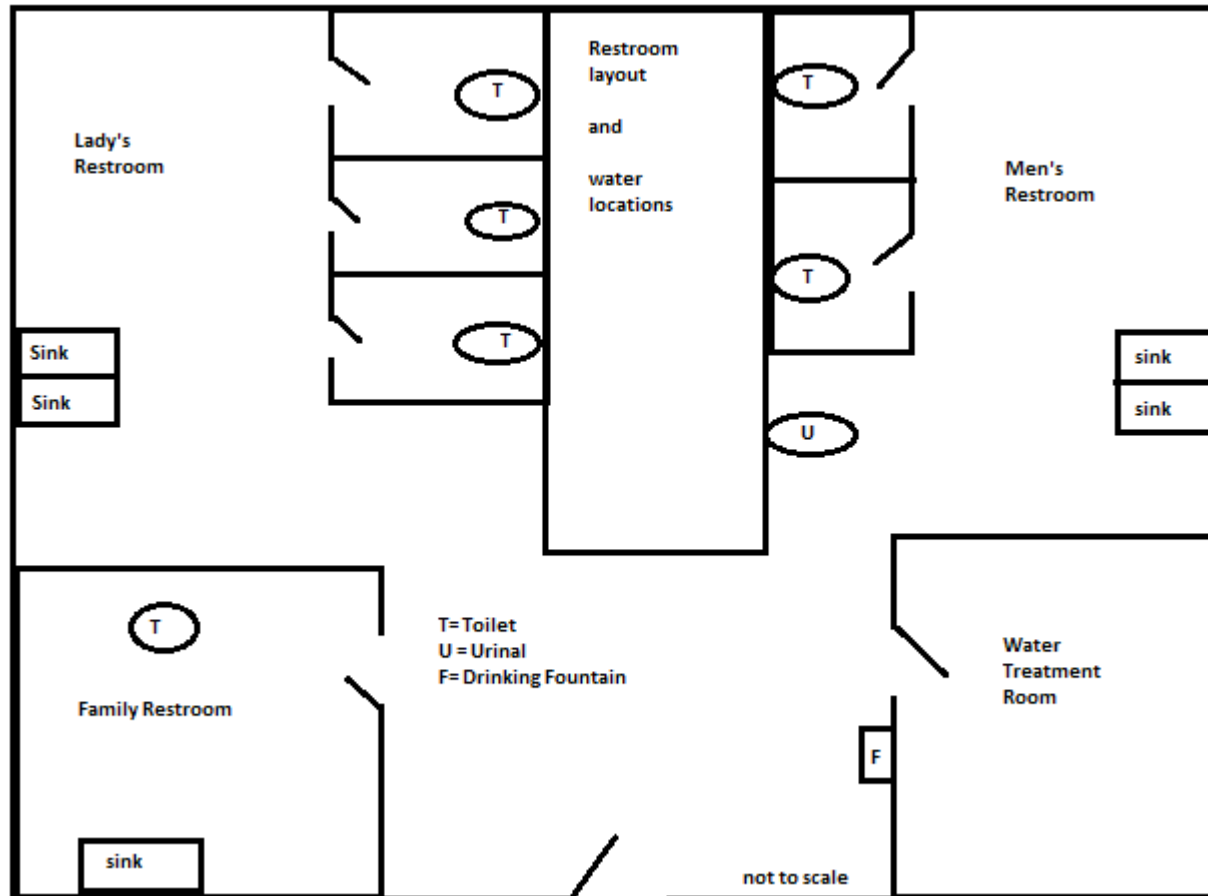 Restroom
layout
and
water
locations
Lady's
Restroom
T
T
T
Sink
Sink
T
T
U
Men's
Restroom
sink
sink
T
Family Restroom
sink
T= Toilet
U = Urinal
F= Drinking Fountain
Water
Treatment
Room
F
not to scale